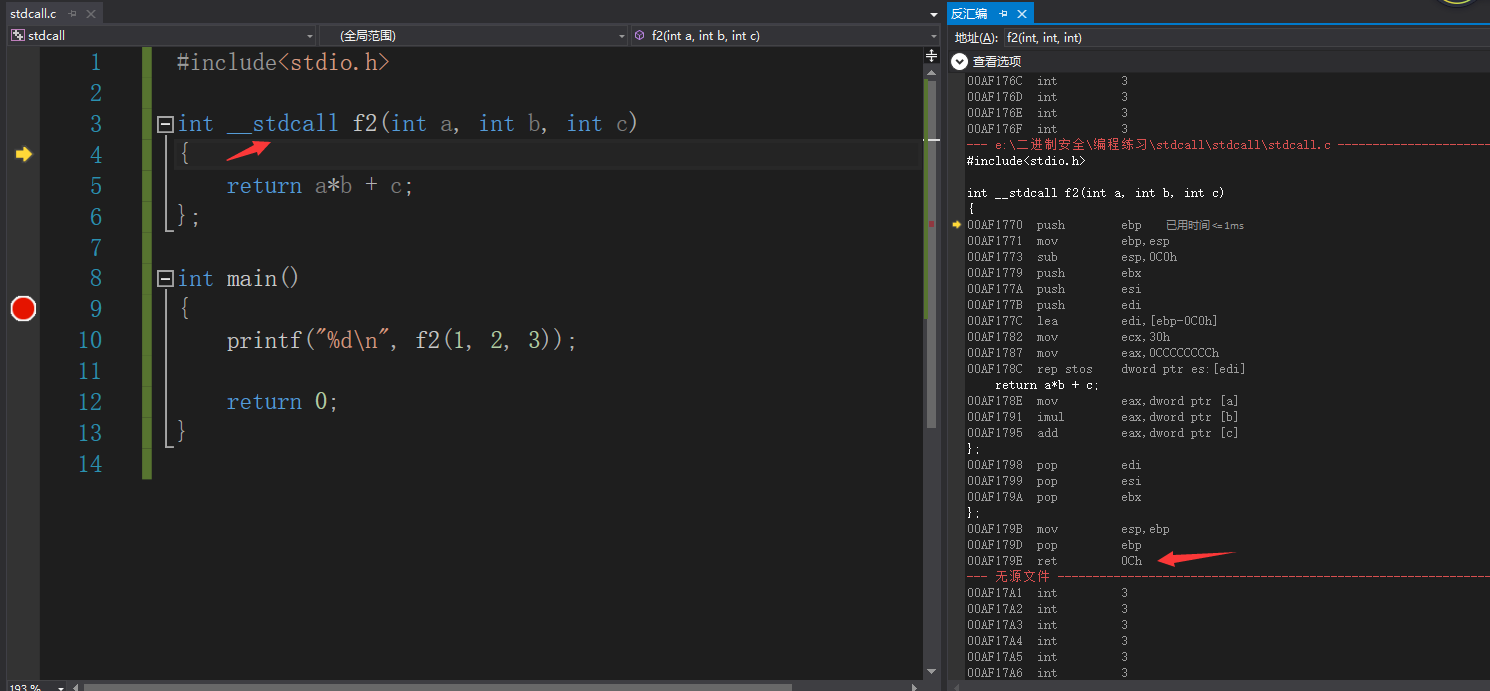 stdcall.c
stdcall (全局范围) f2(int a, int b, int c)
1 #include<stdio.h>
2
3 int __stdcall f2(int a, int b, int c)
4 {
5 return a*b + c;
6 };
7
8 int main()
9 {
10 printf("%d\n", f2(1, 2, 3));
11
12 return 0;
13 }
14
193 %
反汇编
地址(A): f2(int, int, int)
查看选项
00AF176C int 3
00AF176D int 3
00AF176E int 3
00AF176F int 3
--- e:\二进制安全\编程练习\stdcall\stdcall\stdcall.c ----------------------
#include<stdio.h>
int __stdcall f2(int a, int b, int c)
{
00AF1770 push ebp 已用时间<=1ms
00AF1771 mov ebp,esp
00AF1773 sub esp,0C0h
00AF1779 push ebx
00AF177A push esi
00AF177B push edi
00AF177C lea edi,[ebp-0C0h]
00AF1782 mov ecx,30h
00AF1787 mov eax,0CCCCCCCCh
00AF178C rep stos dword ptr es:[edi]
return a*b + c;
00AF178E mov eax,dword ptr [a]
00AF1791 imul eax,dword ptr [b]
00AF1795 add eax,dword ptr [c]
};
00AF1798 pop edi
00AF1799 pop esi
00AF179A pop ebx
};
00AF179B mov esp,ebp
00AF179D pop ebp
00AF179E ret 0Ch
--- 无源文件 --------------------------------------------------------------
00AF17A1 int 3
00AF17A2 int 3
00AF17A3 int 3
00AF17A4 int 3
00AF17A5 int 3
00AF17A6 int 3